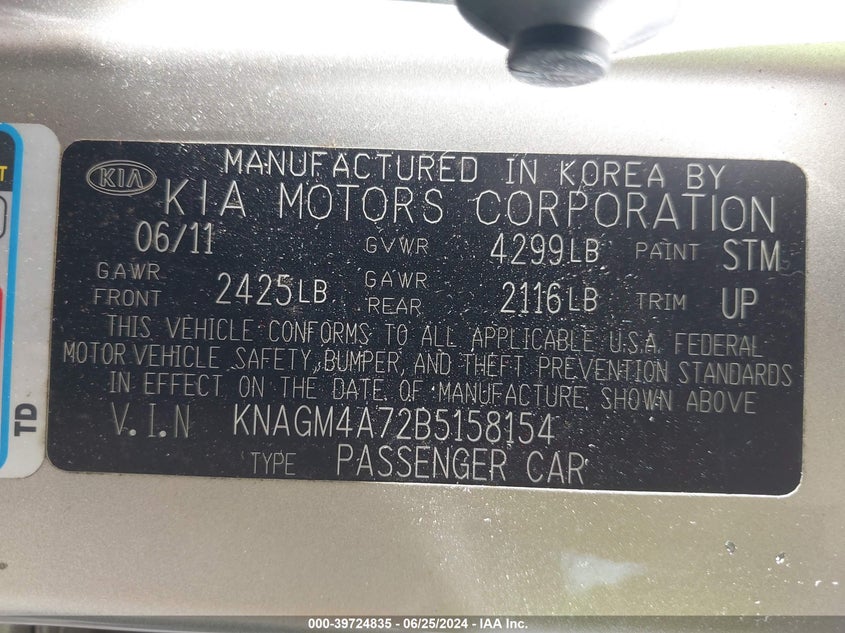 MANUFACTURED IN KOREA BY
KIA
KIA MOTORS CORPORATION
06/11 GVWR 4299LB PAINT STM
GAWR FRONT 2425LB GAWR REAR 2116LB TRIM UP
THIS VEHICLE CONFORMS TO ALL APPLICABLE U.S.A. FEDERAL
MOTOR VEHICLE SAFETY, BUMPER, AND THEFT PREVENTION STANDARDS
IN EFFECT ON THE DATE OF MANUFACTURE SHOWN ABOVE
V.I.N KNAGM4A72B5158154
TYPE PASSENGER CAR
TD
000-39724835 - 06/25/2024 - IAA Inc.